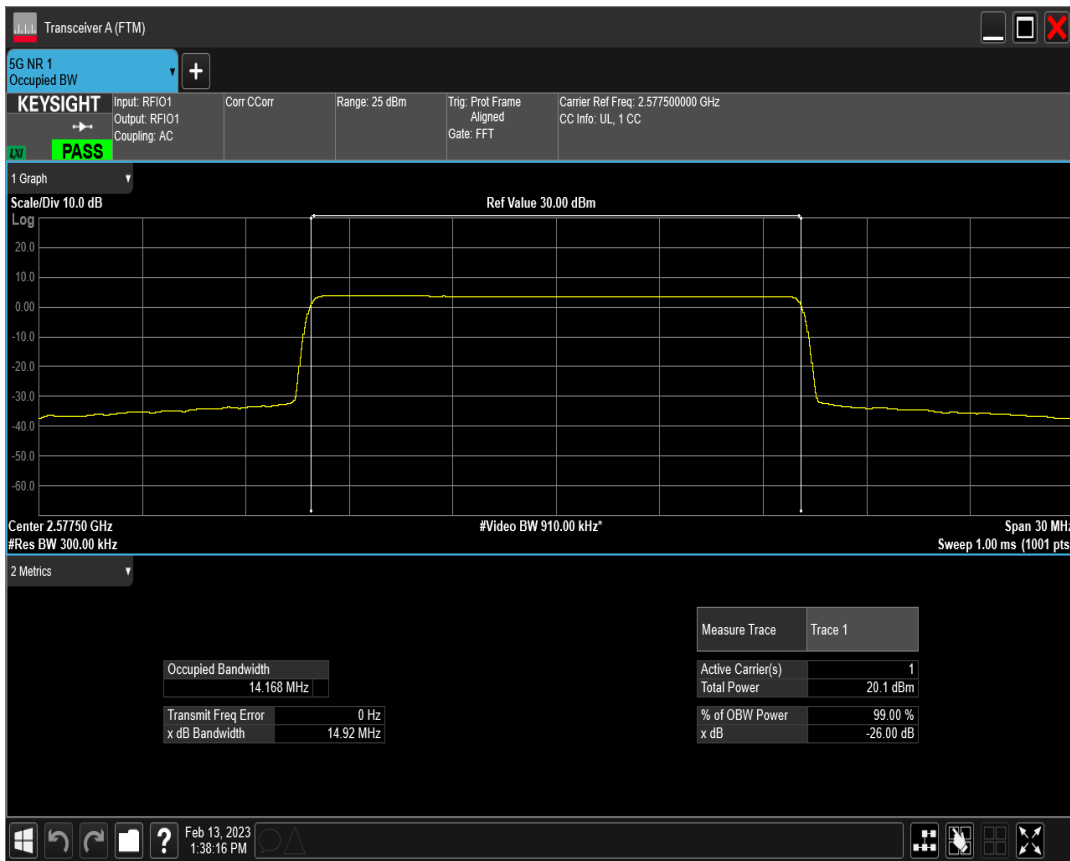 Transceiver A (FTM)
5G NR 1
Occupied BW
+
KEYSIGHT
LXI
PASS
Input: RFIO1
Output: RFIO1
Coupling: AC
Corr CCorr
Range: 25 dBm
Trig: Prot Frame
Aligned
Gate: FFT
Carrier Ref Freq: 2.577500000 GHz
CC Info: UL, 1 CC
1 Graph
Scale/Div 10.0 dB
Ref Value 30.00 dBm
Log
20.0
10.0
0.00
-10.0
-20.0
-30.0
-40.0
-50.0
-60.0
Center 2.57750 GHz
#Video BW 910.00 kHz*
Span 30 MHz
#Res BW 300.00 kHz
Sweep 1.00 ms (1001 pts
2 Metrics
Measure Trace Trace 1
Occupied Bandwidth
14.168 MHz
Active Carrier(s) 1
Total Power 20.1 dBm
Transmit Freq Error 0 Hz
x dB Bandwidth 14.92 MHz
% of OBW Power 99.00 %
x dB -26.00 dB
?
Feb 13, 2023
1:38:16 PM